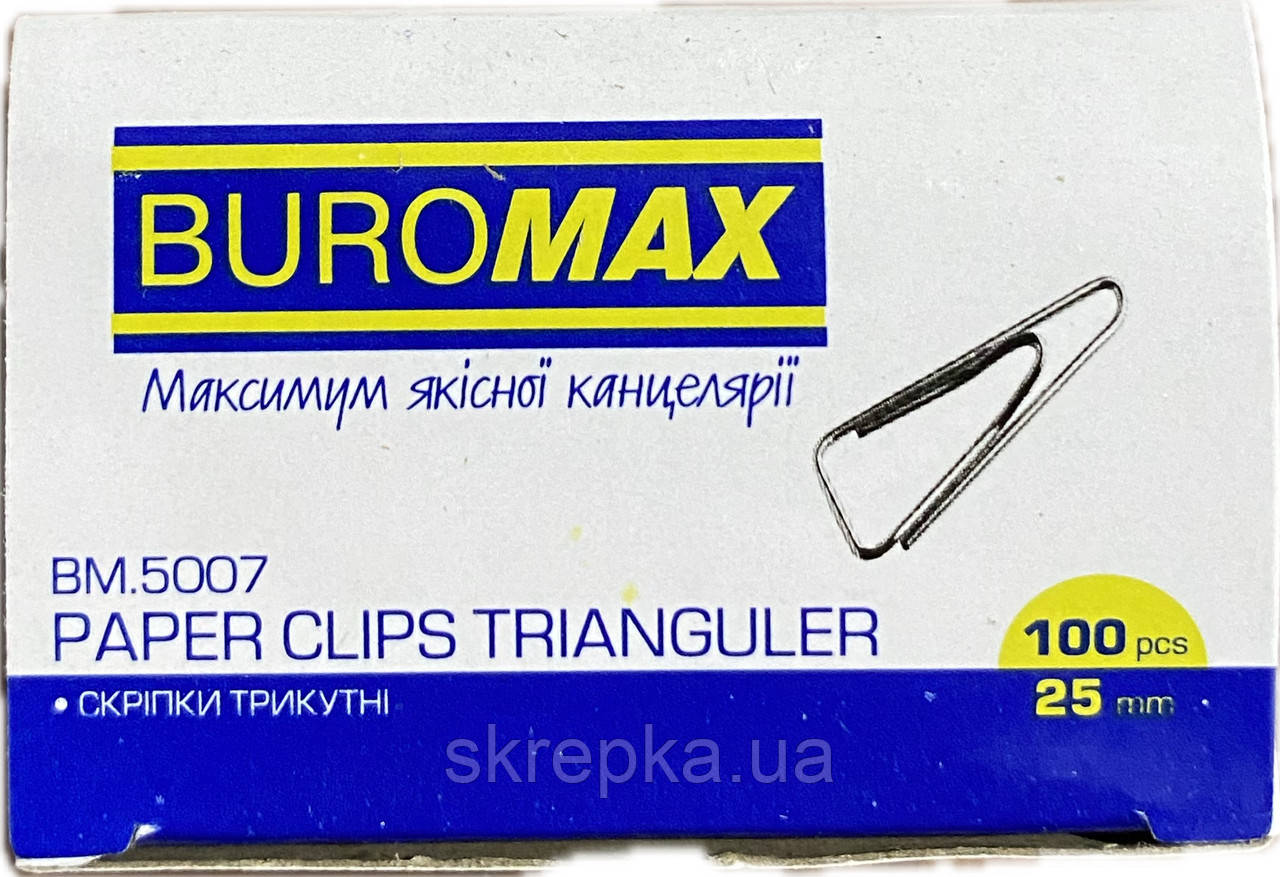 BUROMAX
Максимум якісної канцелярії
BM.5007
PAPER CLIPS TRIANGULER
100 pcs
• СКРІПКИ ТРИКУТНІ
25 mm
skrepka.ua